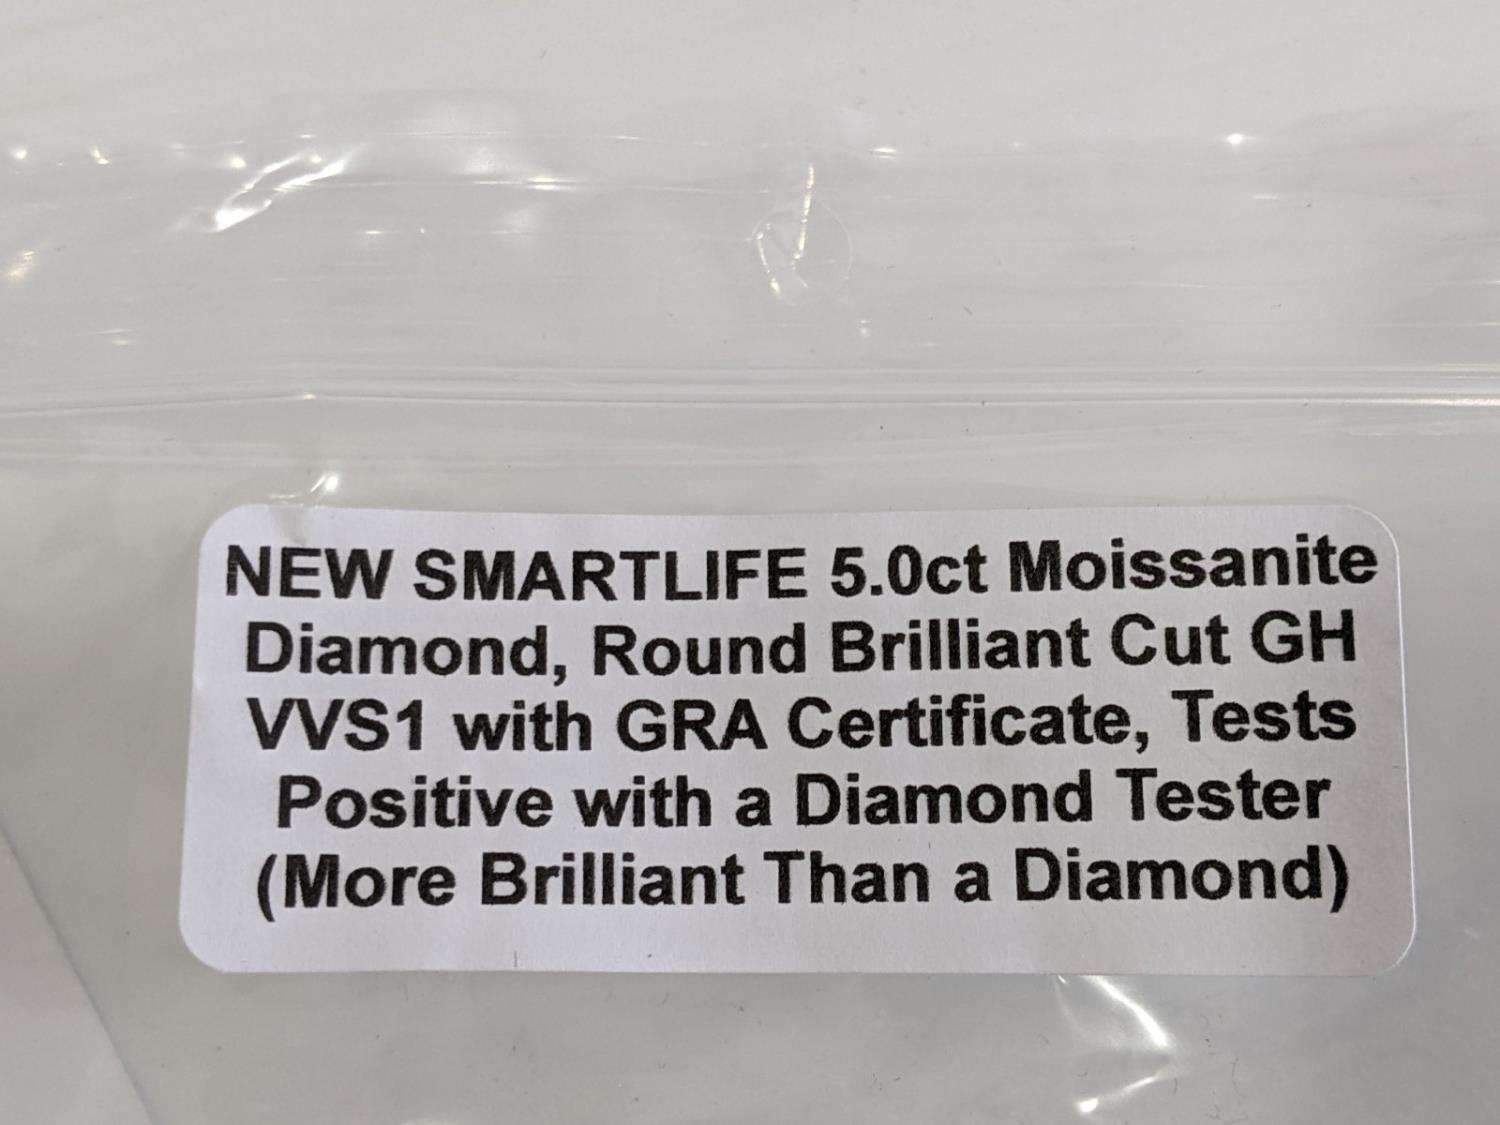 NEW SMARTLIFE 5.0ct Moissanite
Diamond, Round Brilliant Cut GH
VVS1 with GRA Certificate, Tests
Positive with a Diamond Tester
(More Brilliant Than a Diamond)